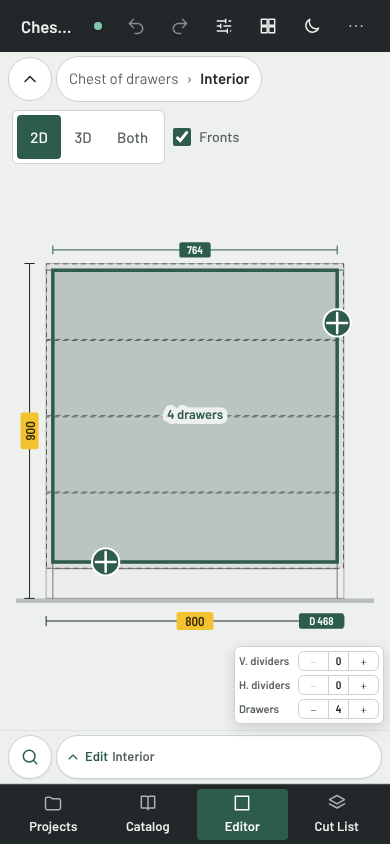 Ches...
Chest of drawers › Interior
2D 3D Both Fronts
764
4 drawers
900
800 D 468
V. dividers − 0 +
H. dividers − 0 +
Drawers − 4 +
Edit Interior
Projects Catalog Editor Cut List